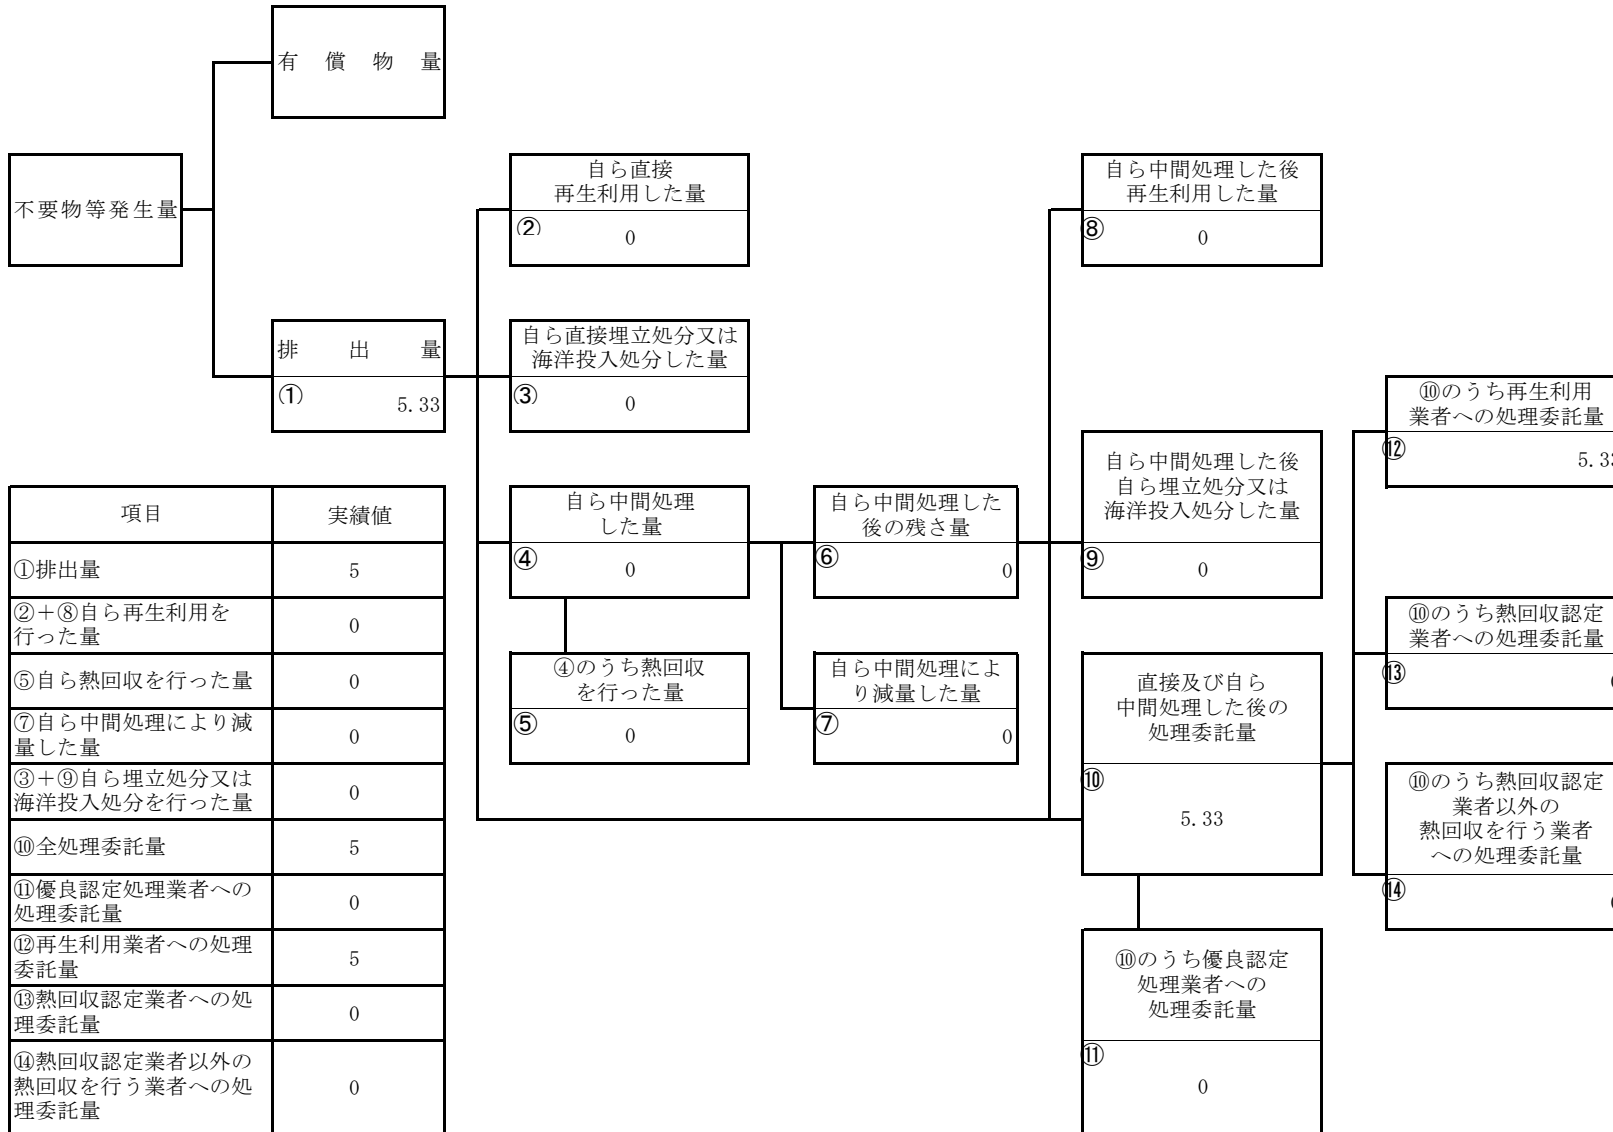 有償物量
不要物等発生量
排出量
①
5.33
自ら直接
再生利用した量
②
0
自ら直接埋立処分又は
海洋投入処分した量
③
0
自ら中間処理
した量
④
0
④のうち熱回収
を行った量
⑤
0
自ら中間処理した
後の残さ量
⑥
0
自ら中間処理によ
り減量した量
⑦
0
自ら中間処理した後
再生利用した量
⑧
0
自ら中間処理した後
自ら埋立処分又は
海洋投入処分した量
⑨
0
直接及び自ら
中間処理した後の
処理委託量
⑩
5.33
⑩のうち優良認定
処理業者への
処理委託量
⑪
0
⑩のうち再生利用
業者への処理委託量
⑫
5.33
⑩のうち熱回収認定
業者への処理委託量
⑬
⑩のうち熱回収認定
業者以外の
熱回収を行う業者
への処理委託量
⑭
項目 実績値
①排出量 5
②+⑧自ら再生利用を
行った量 0
⑤自ら熱回収を行った量 0
⑦自ら中間処理により減
量した量 0
③+⑨自ら埋立処分又は
海洋投入処分を行った量 0
⑩全処理委託量 5
⑪優良認定処理業者への
処理委託量 0
⑫再生利用業者への処理
委託量 5
⑬熱回収認定業者への処
理委託量 0
⑭熱回収認定業者以外の
熱回収を行う業者への処
理委託量 0